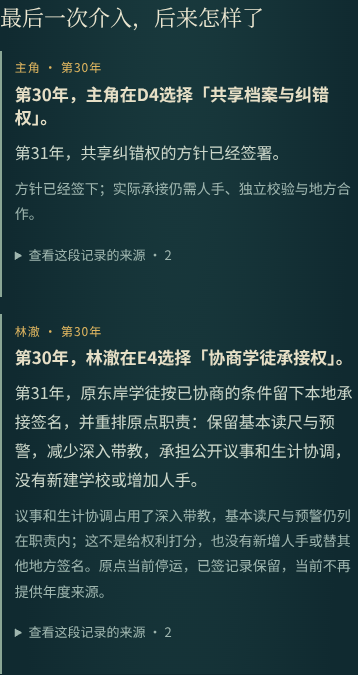 最后一次介入，后来怎样了
主角 · 第30年
第30年，主角在D4选择「共享档案与纠错
权」。
第31年，共享纠错权的方针已经签署。
方针已经签下；实际承接仍需人手、独立校验与地方合
作。
▶ 查看这段记录的来源 · 2
林澈 · 第30年
第30年，林澈在E4选择「协商学徒承接权」。
第31年，原东岸学徒按已协商的条件留下本地承
接签名，并重排原点职责：保留基本读尺与预
警，减少深入带教，承担公开议事和生计协调，
没有新建学校或增加人手。
议事和生计协调占用了深入带教，基本读尺与预警仍列
在职责内；这不是给权利打分，也没有新增人手或替其
他地方签名。原点当前停运，已签记录保留，当前不再
提供年度来源。
▶ 查看这段记录的来源 · 2